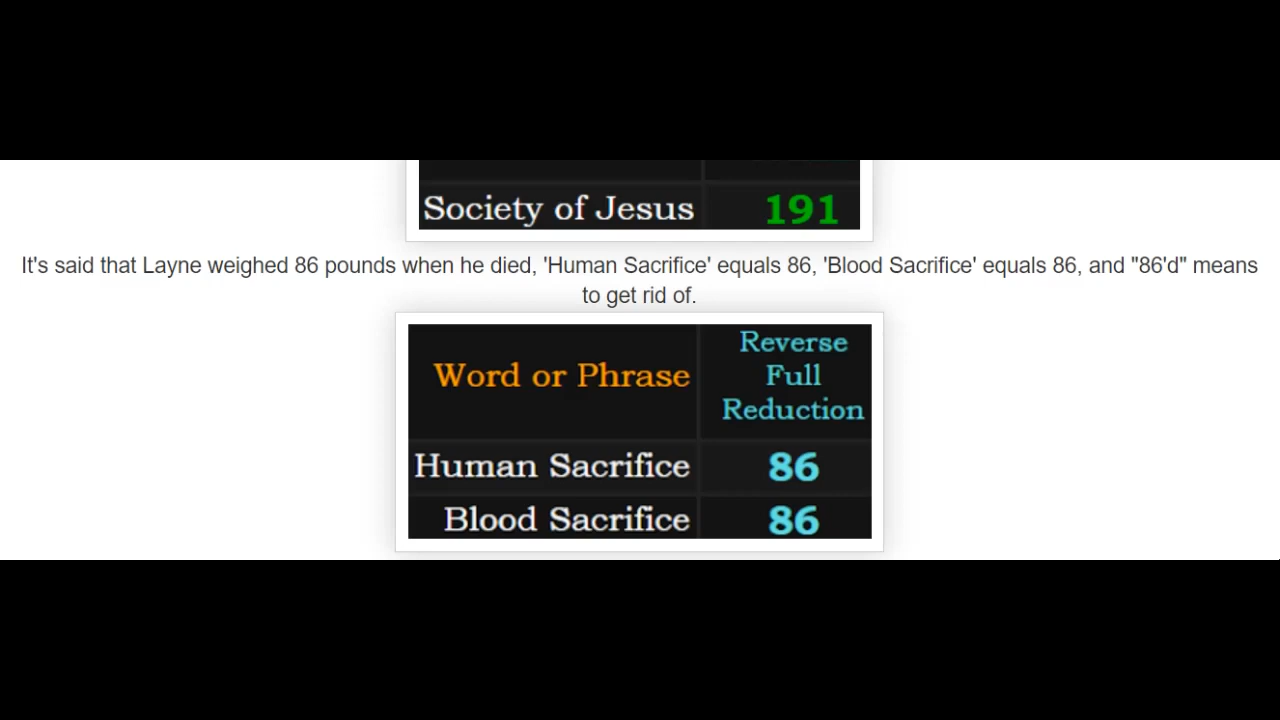 Society of Jesus 191
It's said that Layne weighed 86 pounds when he died, 'Human Sacrifice' equals 86, 'Blood Sacrifice' equals 86, and "86'd" means
to get rid of.
Word or Phrase
Reverse
Full
Reduction
Human Sacrifice 86
Blood Sacrifice 86